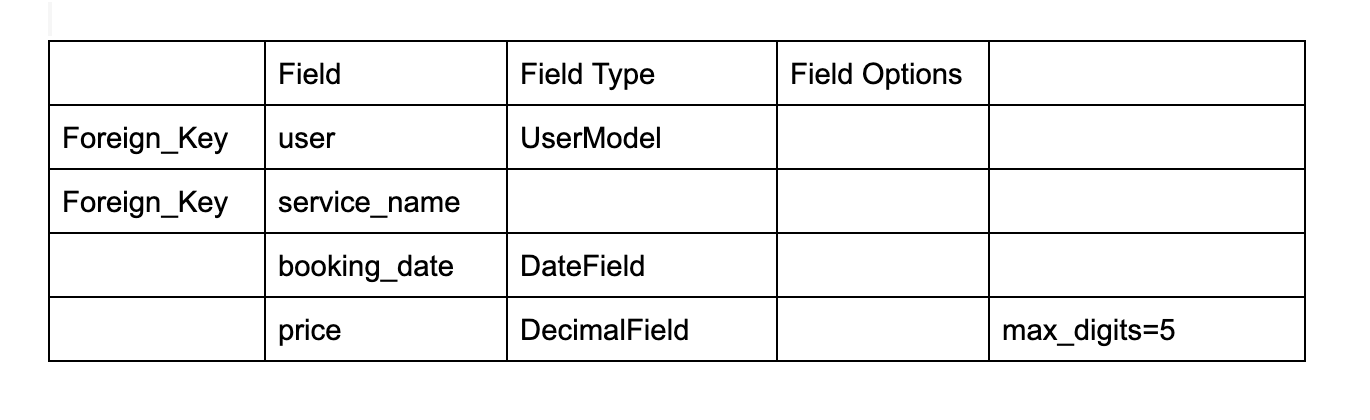 Field Field Type Field Options
Foreign_Key user UserModel
Foreign_Key service_name
booking_date DateField
price DecimalField max_digits=5